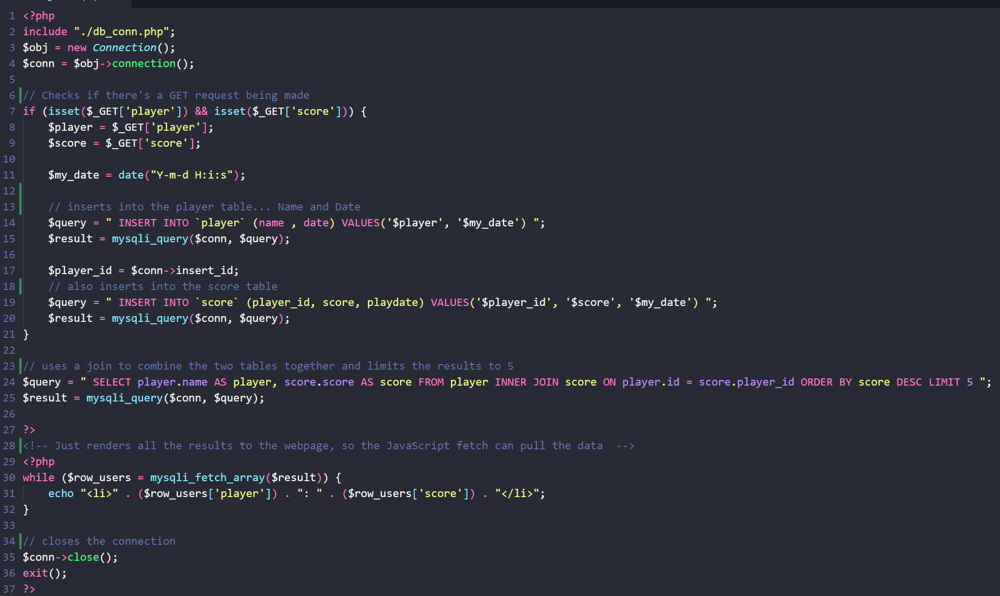 1 <?php
2 include "./db_conn.php";
3 $obj = new Connection();
4 $conn = $obj->connection();
5
6 // Checks if there's a GET request being made
7 if (isset($_GET['player']) && isset($_GET['score'])) {
8     $player = $_GET['player'];
9     $score = $_GET['score'];
10
11     $my_date = date("Y-m-d H:i:s");
12
13     // inserts into the player table... Name and Date
14     $query = " INSERT INTO `player` (name , date) VALUES('$player', '$my_date') ";
15     $result = mysqli_query($conn, $query);
16
17     $player_id = $conn->insert_id;
18     // also inserts into the score table
19     $query = " INSERT INTO `score` (player_id, score, playdate) VALUES('$player_id', '$score', '$my_date') ";
20     $result = mysqli_query($conn, $query);
21 }
22
23 // uses a join to combine the two tables together and limits the results to 5
24 $query = " SELECT player.name AS player, score.score AS score FROM player INNER JOIN score ON player.id = score.player_id ORDER BY score DESC LIMIT 5 ";
25 $result = mysqli_query($conn, $query);
26
27 ?>
28 <!-- Just renders all the results to the webpage, so the JavaScript fetch can pull the data  -->
29 <?php
30 while ($row_users = mysqli_fetch_array($result)) {
31     echo "<li>" . ($row_users['player']) . ": " . ($row_users['score']) . "</li>";
32 }
33
34 // closes the connection
35 $conn->close();
36 exit();
37 ?>